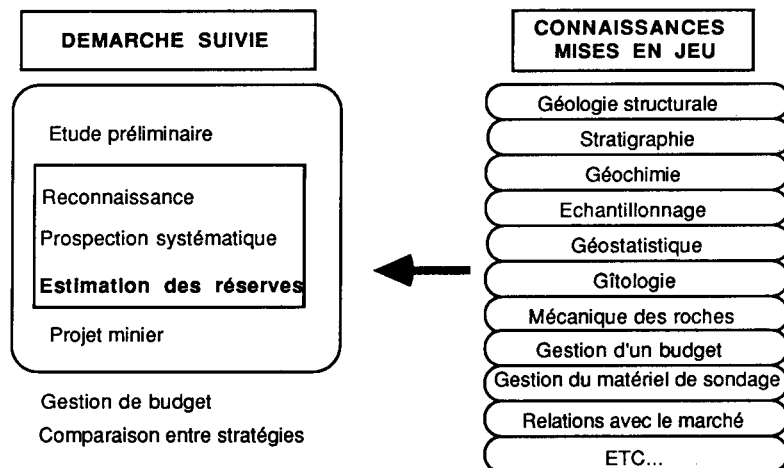 DEMARCHE SUIVIE
Etude préliminaire
Reconnaissance
Prospection systématique
Estimation des réserves
Projet minier
Gestion de budget
Comparaison entre stratégies
CONNAISSANCES
MISES EN JEU
Géologie structurale
Stratigraphie
Géochimie
Echantillonnage
Géostatistique
Gîtologie
Mécanique des roches
Gestion d'un budget
Gestion du matériel de sondage
Relations avec le marché
ETC...